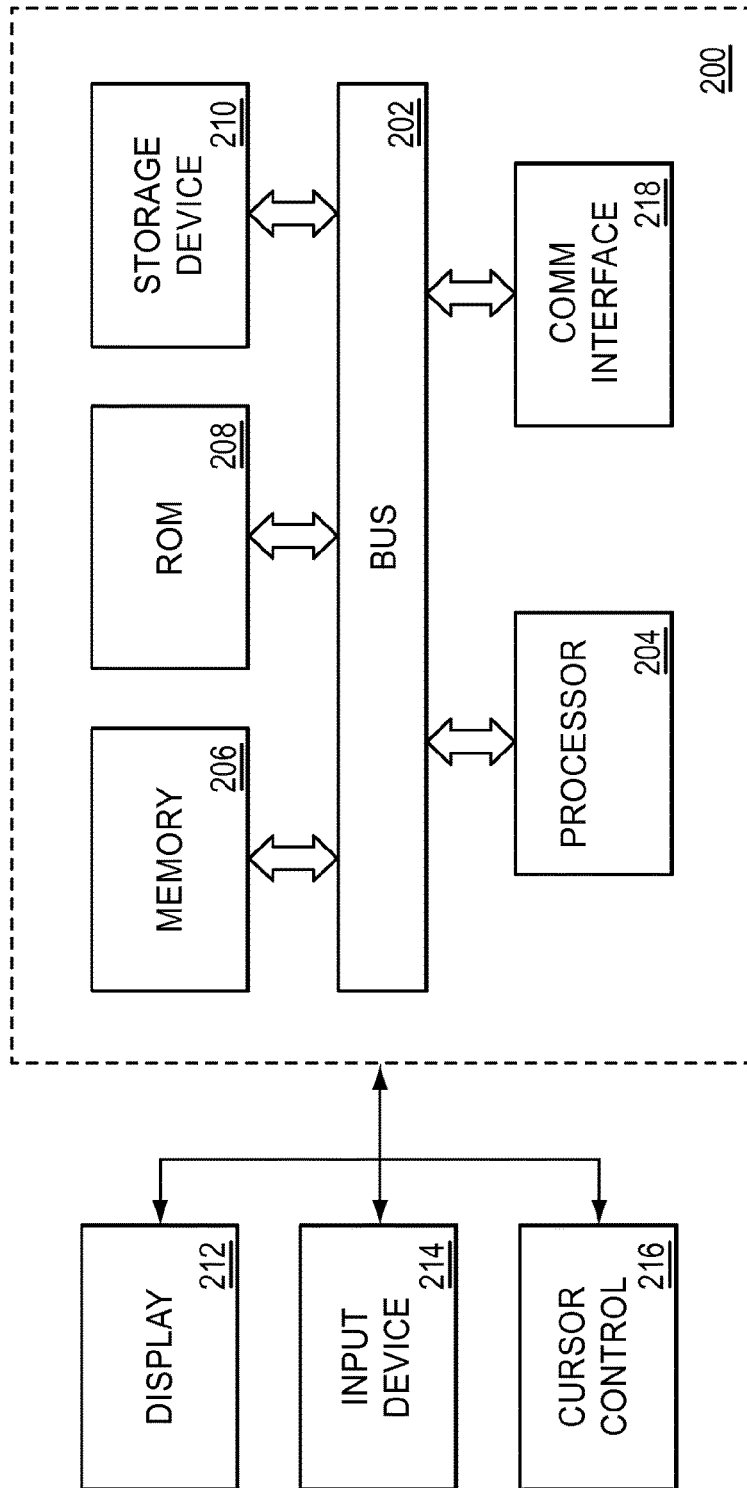 DISPLAY
212
INPUT
DEVICE
214
CURSOR
CONTROL
216
MEMORY
206
ROM
208
STORAGE
DEVICE
210
BUS
202
PROCESSOR
204
COMM
INTERFACE
218
200